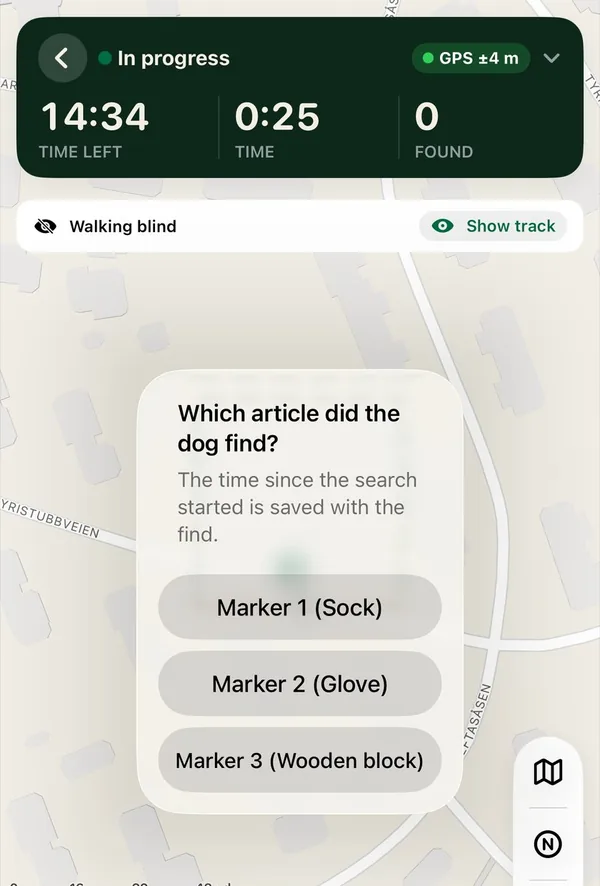 In progress
GPS ±4 m
14:34
0:25
0
TIME LEFT
TIME
FOUND
Walking blind
Show track
Which article did the
dog find?
The time since the search
started is saved with the
find.
YRISTUBBVEIEN
Marker 1 (Sock)
Marker 2 (Glove)
Marker 3 (Wooden block)
FTASÅSEN
N